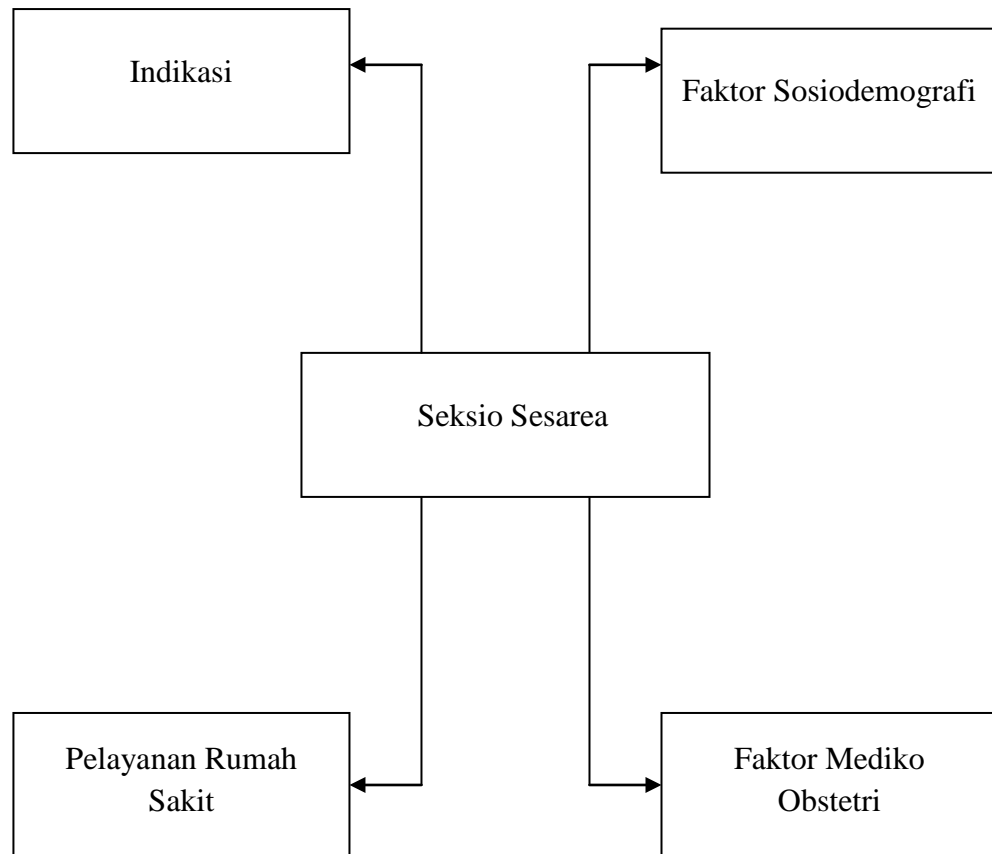 Indikasi
Faktor Sosiodemografi
Seksio Sesarea
Pelayanan Rumah
Sakit
Faktor Mediko
Obstetri